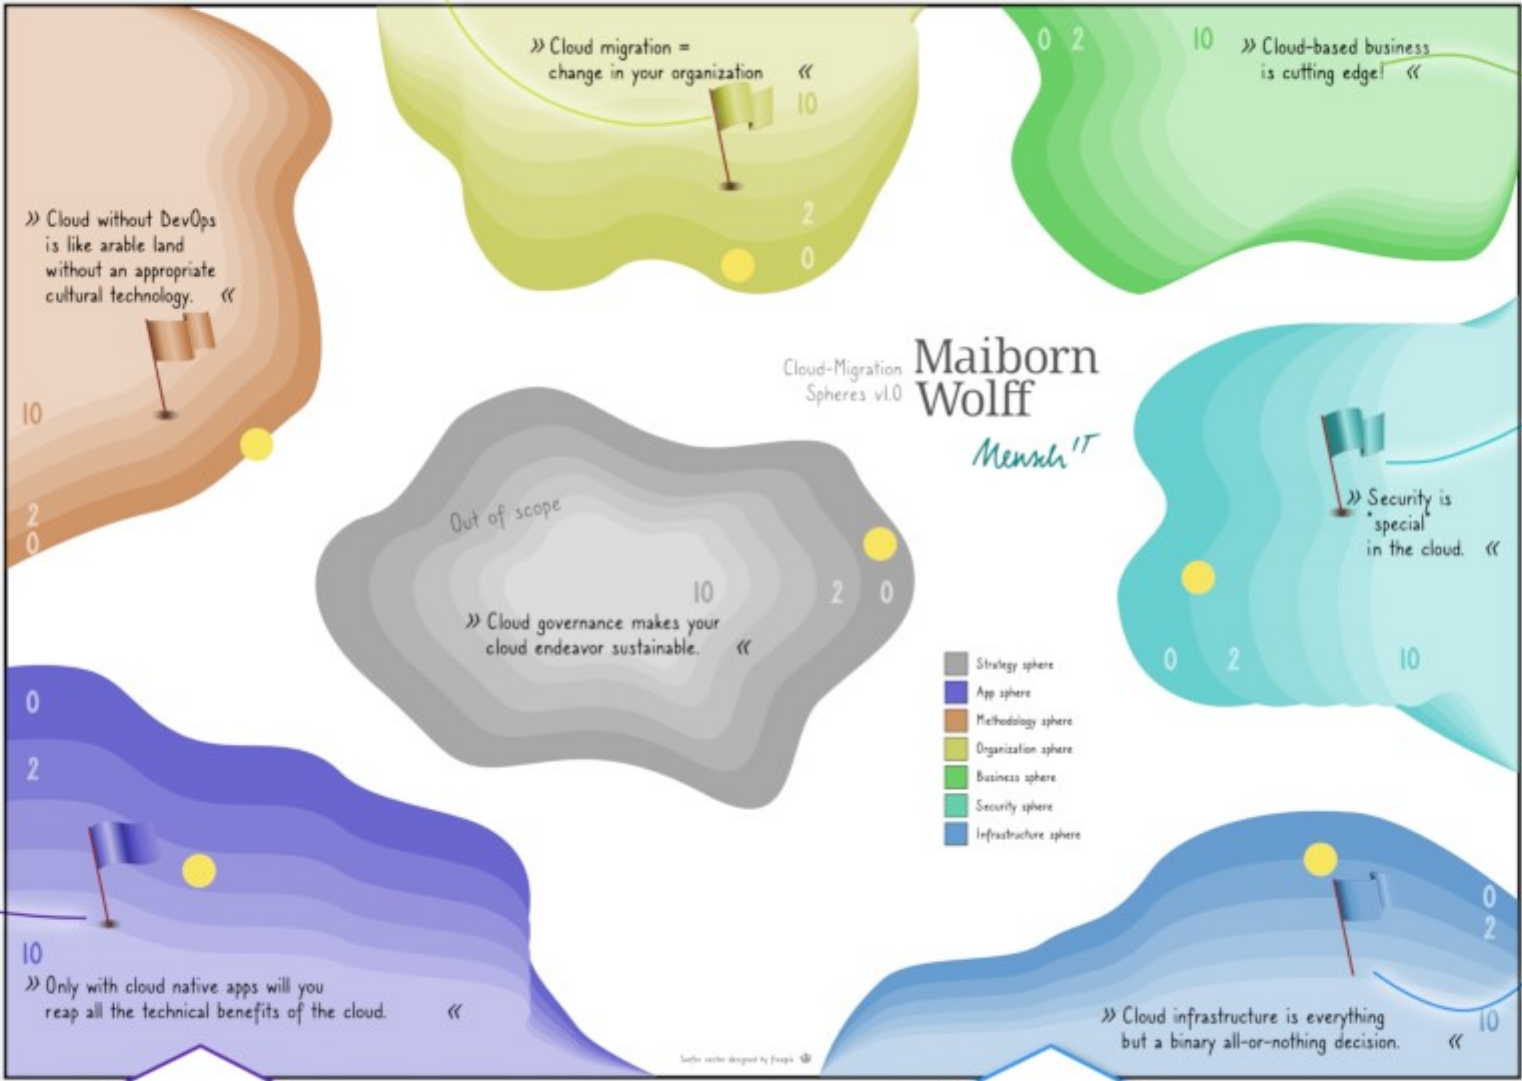 » Cloud migration =
change in your organization «
10
2
0
0 2 10
» Cloud-based business
is cutting edge! «
» Cloud without DevOps
is like arable land
without an appropriate
cultural technology. «
10
2
0
Cloud-Migration
Spheres v1.0
Maiborn
Wolff
Mensch IT
Out of scope
10 2 0
» Cloud governance makes your
cloud endeavor sustainable. «
» Security is
"special"
in the cloud. «
0 2 10
Strategy sphere
App sphere
Methodology sphere
Organization sphere
Business sphere
Security sphere
Infrastructure sphere
0
2
10
» Only with cloud native apps will you
reap all the technical benefits of the cloud. «
0
2
10
» Cloud infrastructure is everything
but a binary all-or-nothing decision. «
vector designed by freepik